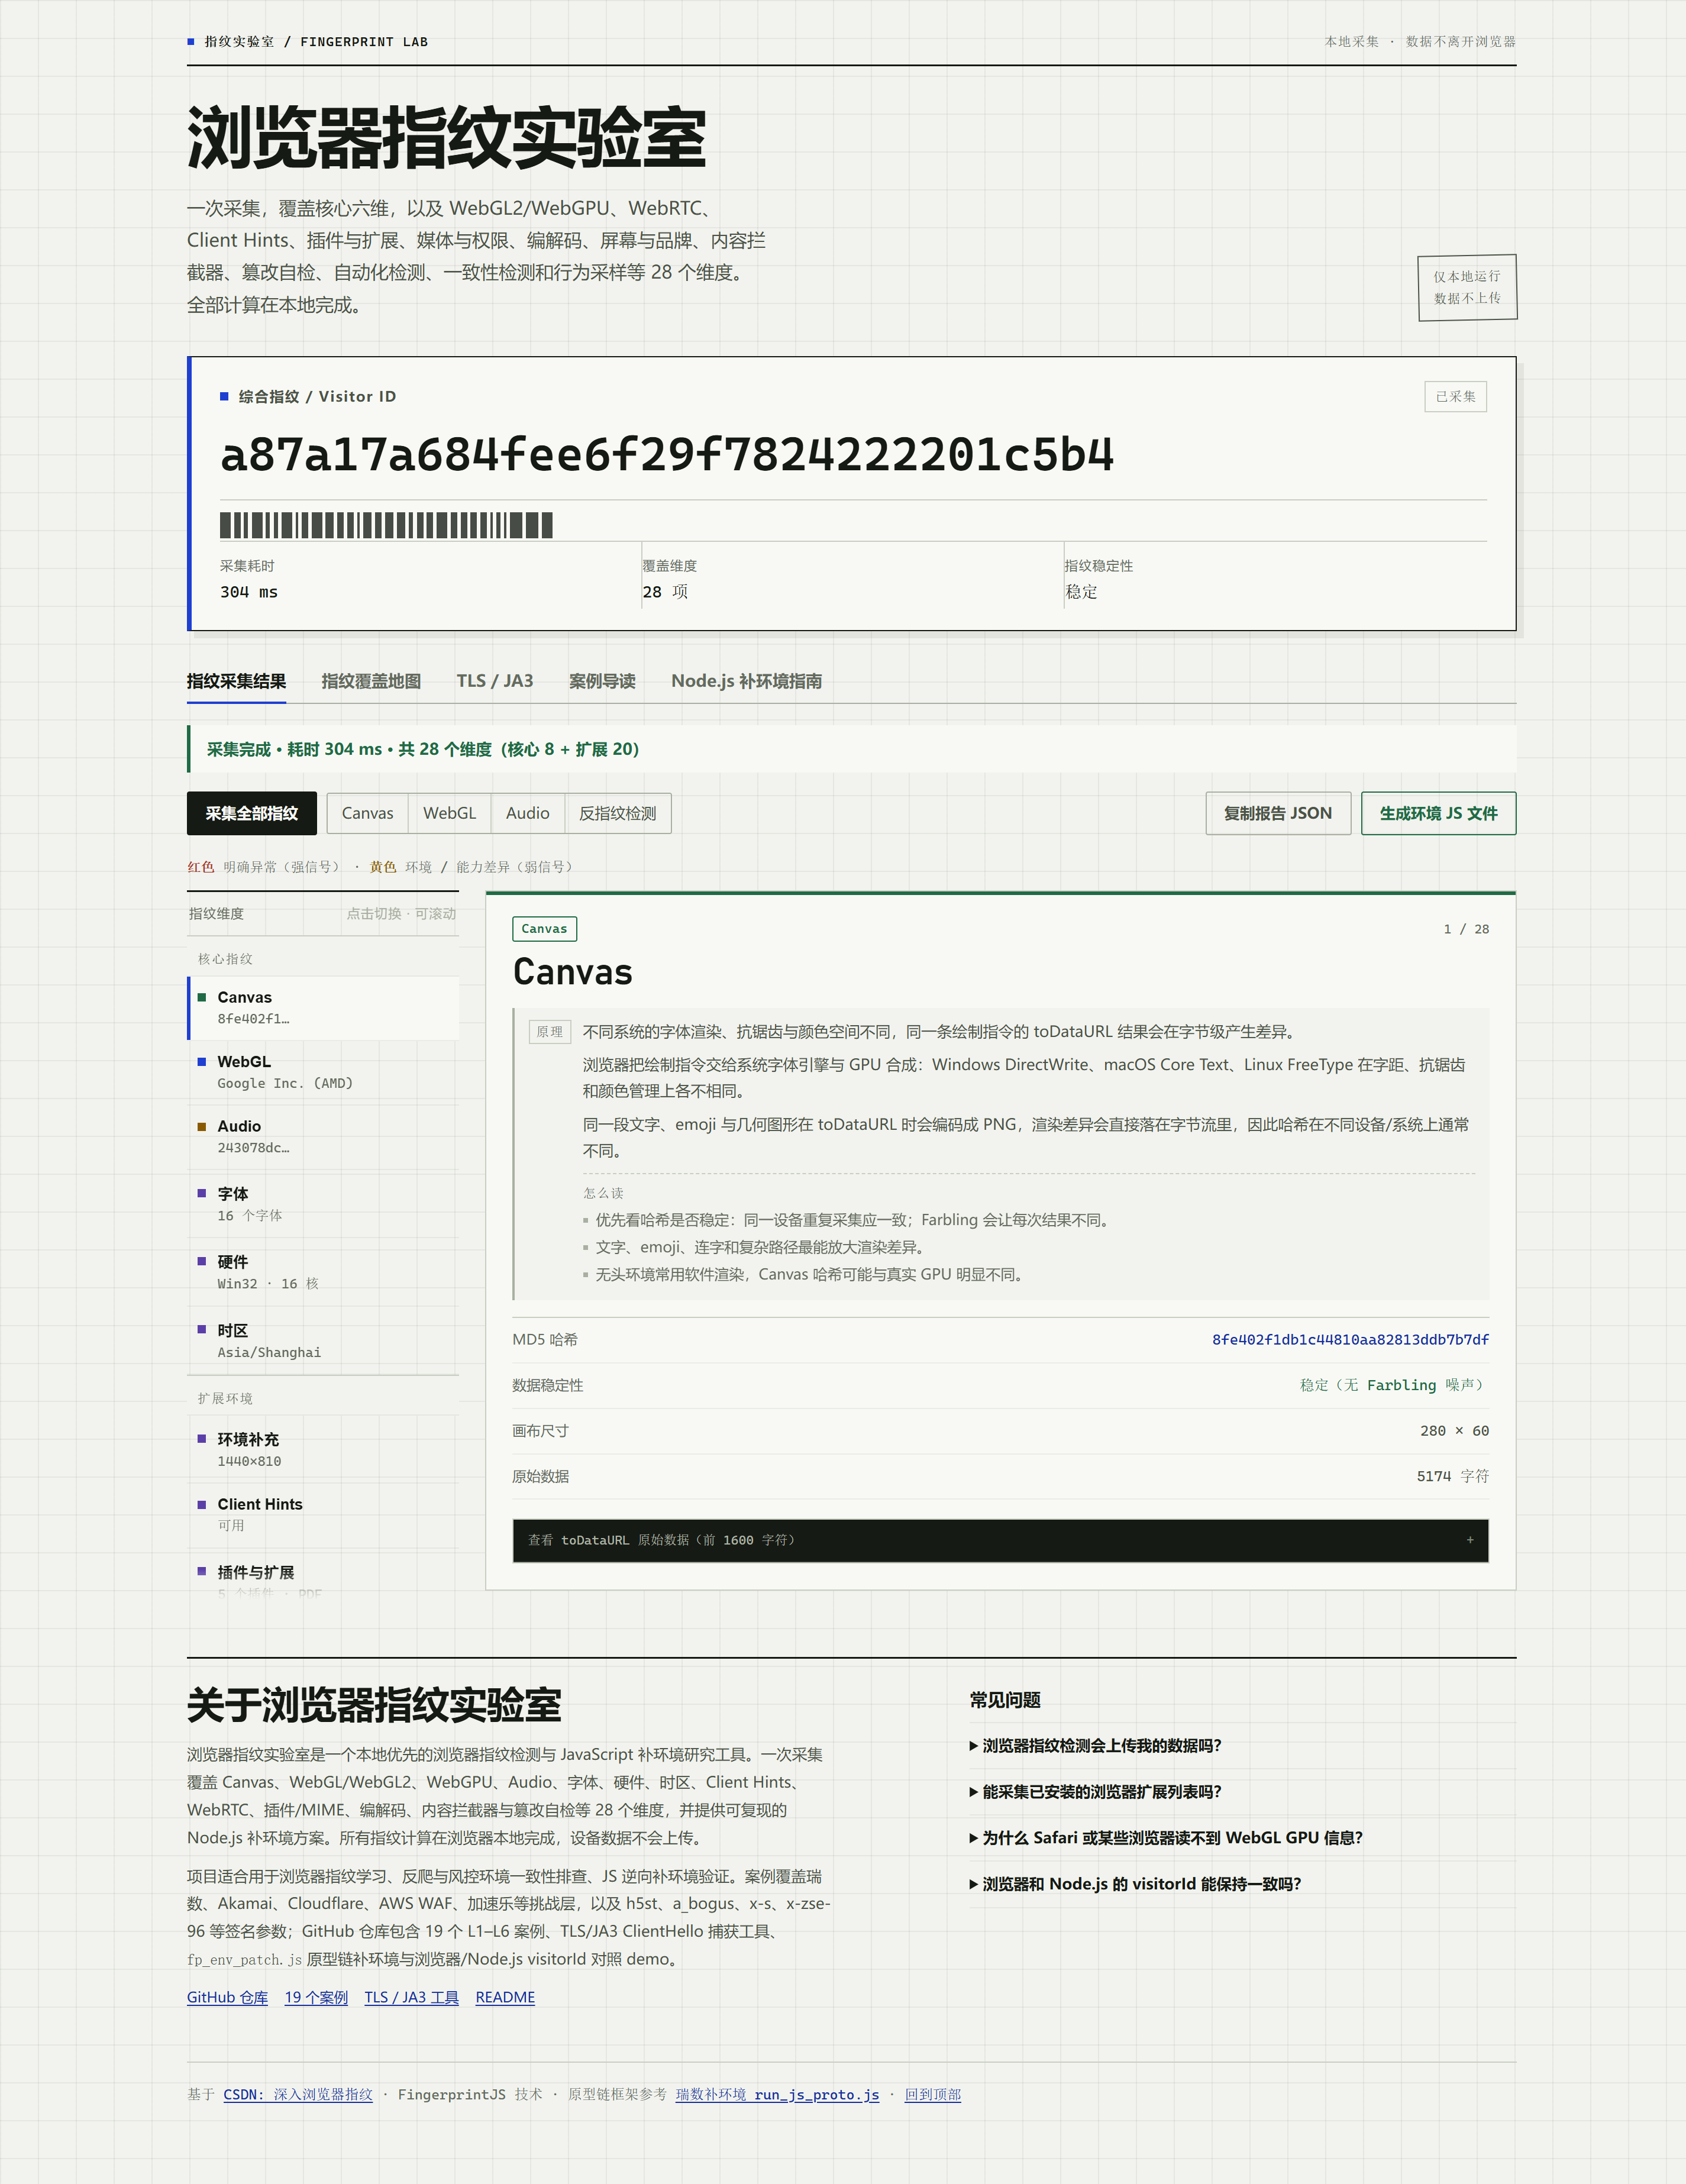 指纹实验室 / FINGERPRINT LAB
本地采集 · 数据不离开浏览器
浏览器指纹实验室
一次采集，覆盖核心六维，以及 WebGL2/WebGPU、WebRTC、
Client Hints、插件与扩展、媒体与权限、编解码、屏幕与品牌、内容拦
截器、篡改自检、自动化检测、一致性检测和行为采样等 28 个维度。
全部计算在本地完成。
仅本地运行
数据不上传
综合指纹 / Visitor ID
已采集
a87a17a684fee6f29f7824222201c5b4
采集耗时
304 ms
覆盖维度
28 项
指纹稳定性
稳定
指纹采集结果
指纹覆盖地图
TLS / JA3
案例导读
Node.js 补环境指南
采集完成 • 耗时 304 ms • 共 28 个维度（核心 8 + 扩展 20）
采集全部指纹
Canvas
WebGL
Audio
反指纹检测
复制报告 JSON
生成环境 JS 文件
红色 明确异常（强信号） · 黄色 环境 / 能力差异（弱信号）
指纹维度
点击切换 · 可滚动
核心指纹
Canvas
8fe402f1…
WebGL
Google Inc. (AMD)
Audio
243078dc…
字体
16 个字体
硬件
Win32 · 16 核
时区
Asia/Shanghai
扩展环境
环境补充
1440×810
Client Hints
可用
插件与扩展
5 个插件 · PDF
Canvas
1 / 28
Canvas
原理
不同系统的字体渲染、抗锯齿与颜色空间不同，同一条绘制指令的 toDataURL 结果会在字节级产生差异。
浏览器把绘制指令交给系统字体引擎与 GPU 合成：Windows DirectWrite、macOS Core Text、Linux FreeType 在字距、抗锯齿
和颜色管理上各不相同。
同一段文字、emoji 与几何图形在 toDataURL 时会编码成 PNG，渲染差异会直接落在字节流里，因此哈希在不同设备/系统上通常
不同。
怎么读
优先看哈希是否稳定：同一设备重复采集应一致；Farbling 会让每次结果不同。
文字、emoji、连字和复杂路径最能放大渲染差异。
无头环境常用软件渲染，Canvas 哈希可能与真实 GPU 明显不同。
MD5 哈希
8fe402f1db1c44810aa82813ddb7b7df
数据稳定性
稳定（无 Farbling 噪声）
画布尺寸
280 × 60
原始数据
5174 字符
查看 toDataURL 原始数据（前 1600 字符）
+
关于浏览器指纹实验室
浏览器指纹实验室是一个本地优先的浏览器指纹检测与 JavaScript 补环境研究工具。一次采集
覆盖 Canvas、WebGL/WebGL2、WebGPU、Audio、字体、硬件、时区、Client Hints、
WebRTC、插件/MIME、编解码、内容拦截器与篡改自检等 28 个维度，并提供可复现的
Node.js 补环境方案。所有指纹计算在浏览器本地完成，设备数据不会上传。
项目适合用于浏览器指纹学习、反爬与风控环境一致性排查、JS 逆向补环境验证。案例覆盖瑞
数、Akamai、Cloudflare、AWS WAF、加速乐等挑战层，以及 h5st、a_bogus、x-s、x-zse-
96 等签名参数；GitHub 仓库包含 19 个 L1–L6 案例、TLS/JA3 ClientHello 捕获工具、
fp_env_patch.js 原型链补环境与浏览器/Node.js visitorId 对照 demo。
GitHub 仓库
19 个案例
TLS / JA3 工具
README
常见问题
浏览器指纹检测会上传我的数据吗？
能采集已安装的浏览器扩展列表吗？
为什么 Safari 或某些浏览器读不到 WebGL GPU 信息？
浏览器和 Node.js 的 visitorId 能保持一致吗？
基于 CSDN: 深入浏览器指纹 · FingerprintJS 技术 · 原型链框架参考 瑞数补环境 run_js_proto.js · 回到顶部